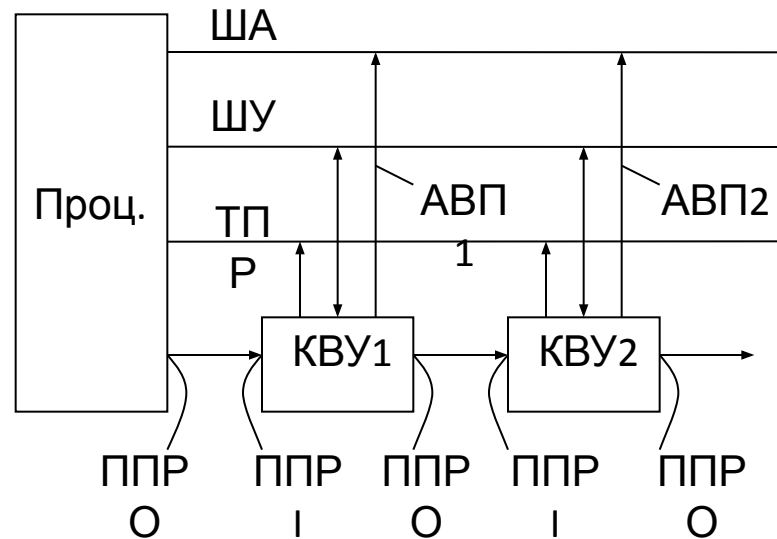 ША
ШУ
Проц.
АВП
1
АВП2
ТП
Р
КВУ1
КВУ2
ППР
О
ППР
I
ППР
О
ППР
I
ППР
О